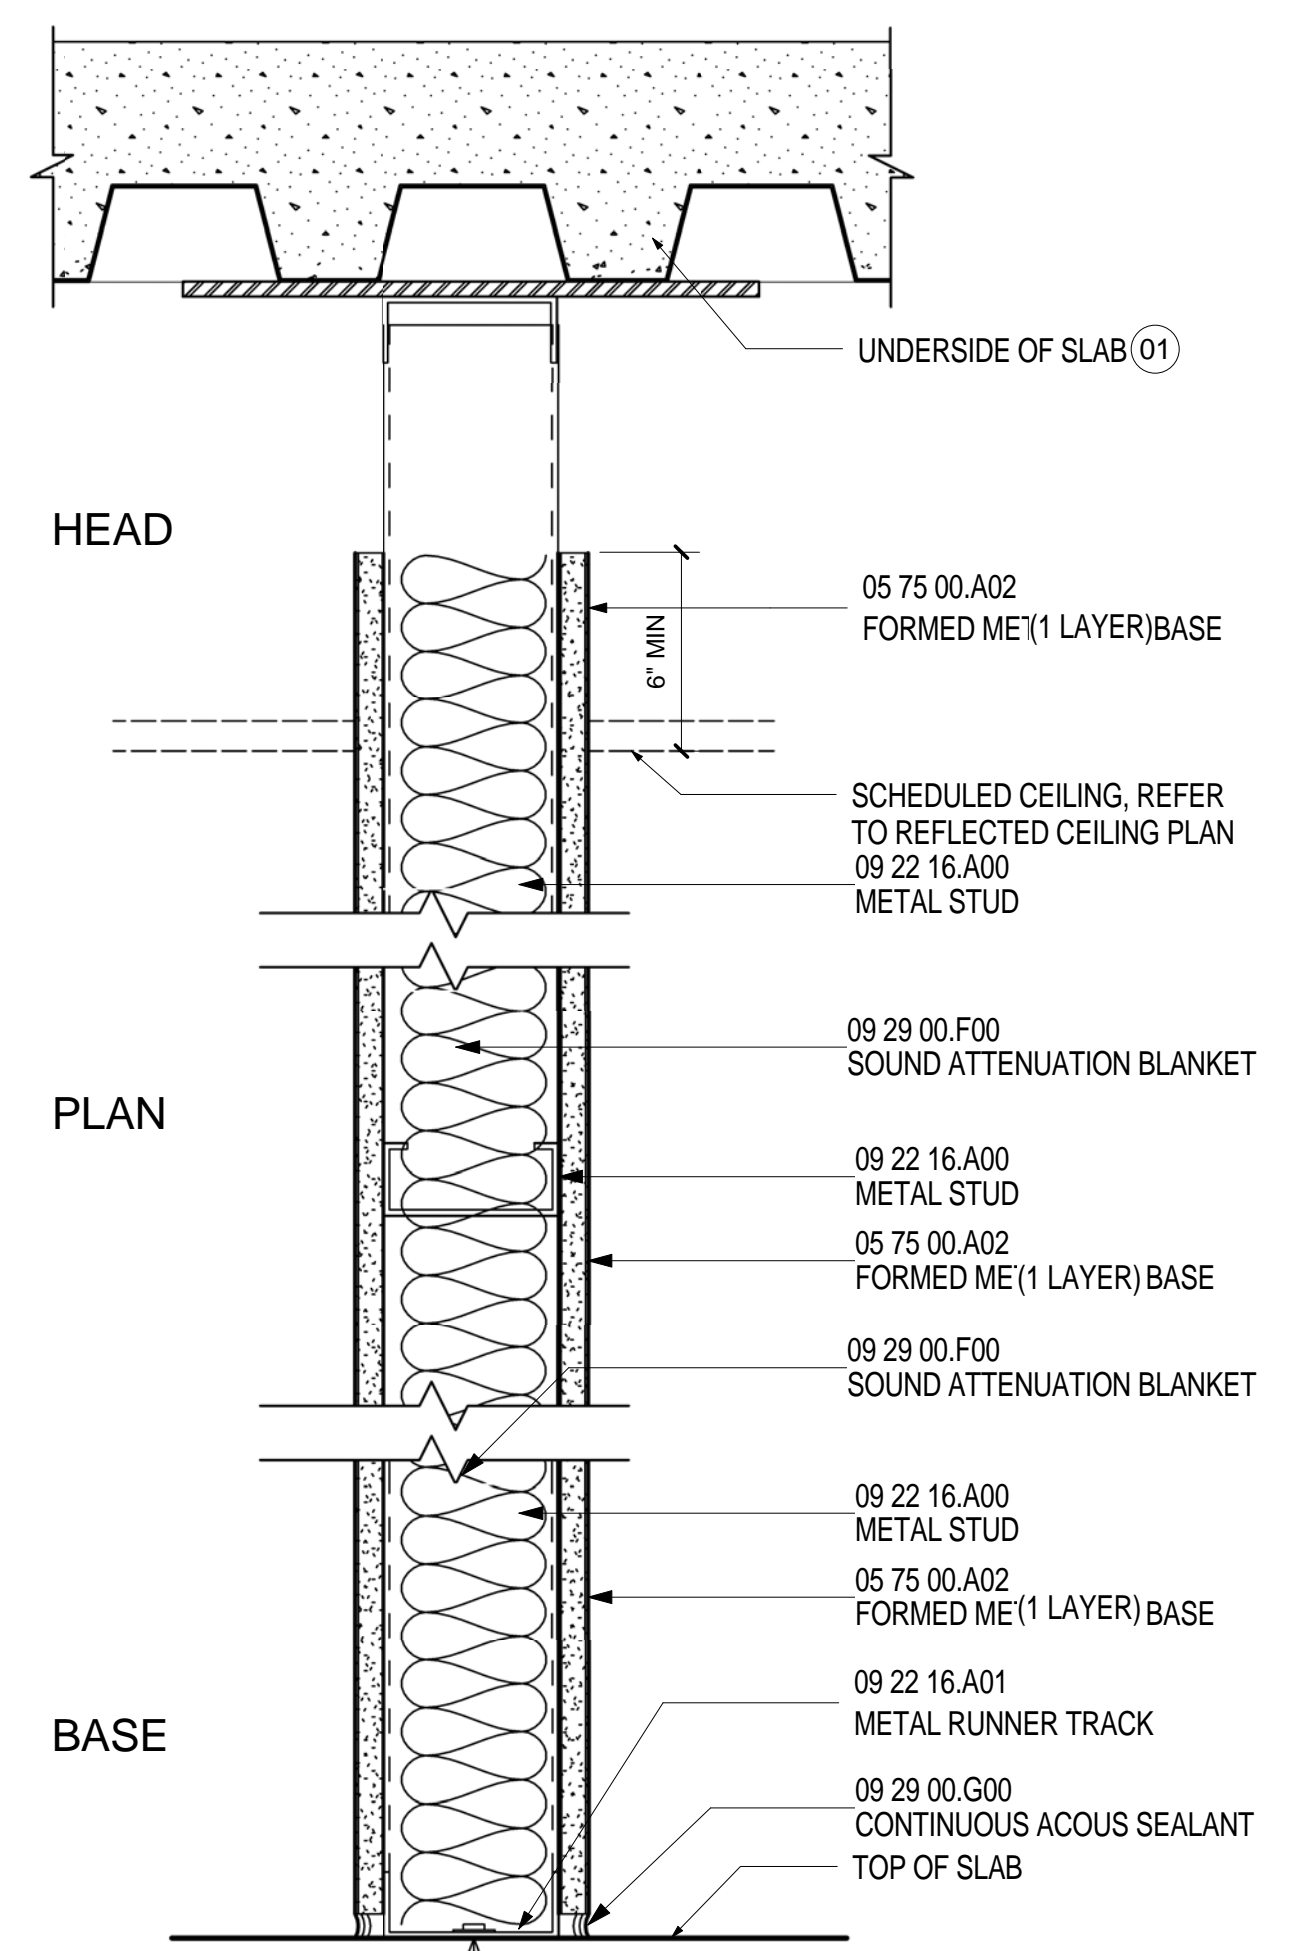 UNDERSIDE OF SLAB 01
HEAD
05 75 00.A02
FORMED MET(1 LAYER)BASE
6" MIN
SCHEDULED CEILING, REFER
TO REFLECTED CEILING PLAN
09 22 16.A00
METAL STUD
09 29 00.F00
SOUND ATTENUATION BLANKET
PLAN
09 22 16.A00
METAL STUD
05 75 00.A02
FORMED ME(1 LAYER) BASE
09 29 00.F00
SOUND ATTENUATION BLANKET
09 22 16.A00
METAL STUD
05 75 00.A02
FORMED ME(1 LAYER) BASE
09 22 16.A01
METAL RUNNER TRACK
BASE
09 29 00.G00
CONTINUOUS ACOUS SEALANT
TOP OF SLAB